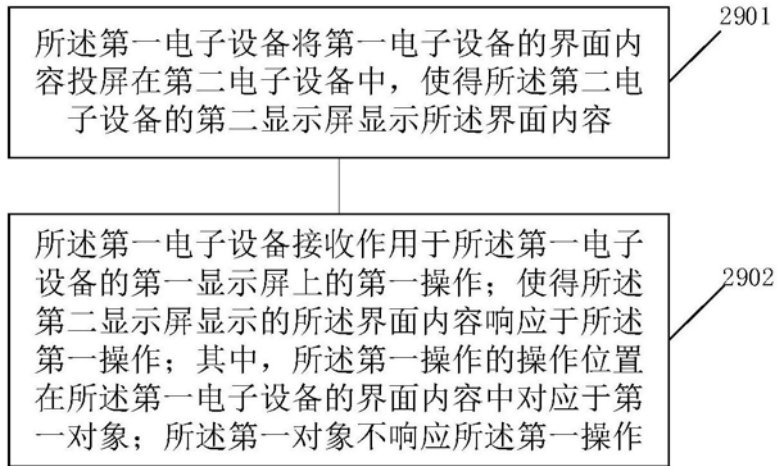 所述第一电子设备将第一电子设备的界面内
容投屏在第二电子设备中，使得所述第二电
子设备的第二显示屏显示所述界面内容
2901
所述第一电子设备接收作用于所述第一电子
设备的第一显示屏上的第一操作；使得所述
第二显示屏显示的所述界面内容响应于所述
第一操作；其中，所述第一操作的操作位置
在所述第一电子设备的界面内容中对应于第
一对象；所述第一对象不响应所述第一操作
2902